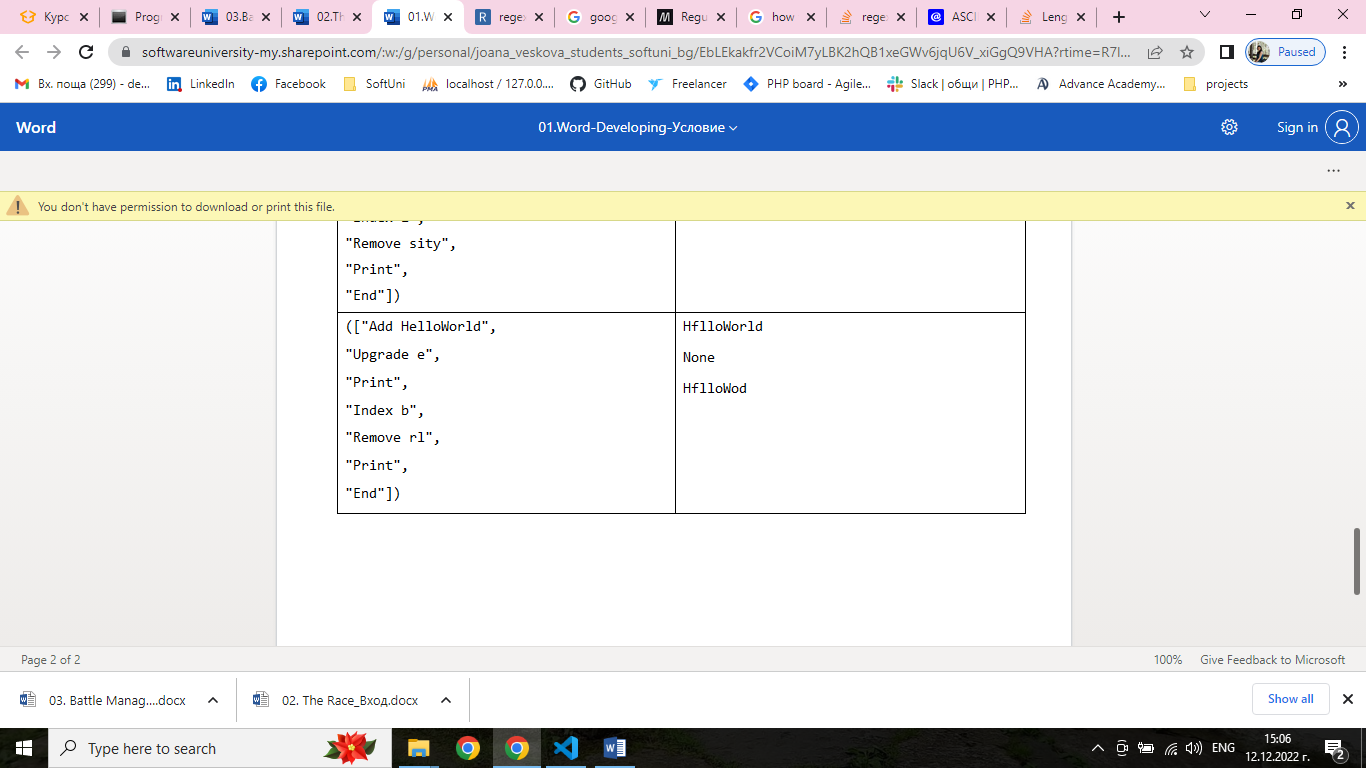 Курс
Progr
03.Ba
02.Th
01.W
regex
goog
Regu
how
regex
ASCI
Leng
softwareuniversity-my.sharepoint.com/:w:/g/personal/joana_veskova_students_softuni_bg/EbLEkakfr2VCoiM7yLBK2hQB1xeGWv6jqU6V_xiGgQ9VHA?rtime=R7I...
Paused
Вх. поща (299) - de...
LinkedIn
Facebook
SoftUni
localhost / 127.0.0....
GitHub
Freelancer
PHP board - Agile...
Slack | общи | PHP...
Advance Academy...
projects
Word
01.Word-Developing-Условие
Sign in
You don't have permission to download or print this file.
"Remove sity",
"Print",
"End"])
(["Add HelloWorld",
"Upgrade e",
"Print",
"Index b",
"Remove rl",
"Print",
"End"])
HflloWorld
None
HflloWod
Page 2 of 2
100%
Give Feedback to Microsoft
03. Battle Manag....docx
02. The Race_Вход.docx
Show all
Type here to search
ENG
15:06
12.12.2022 г.
2